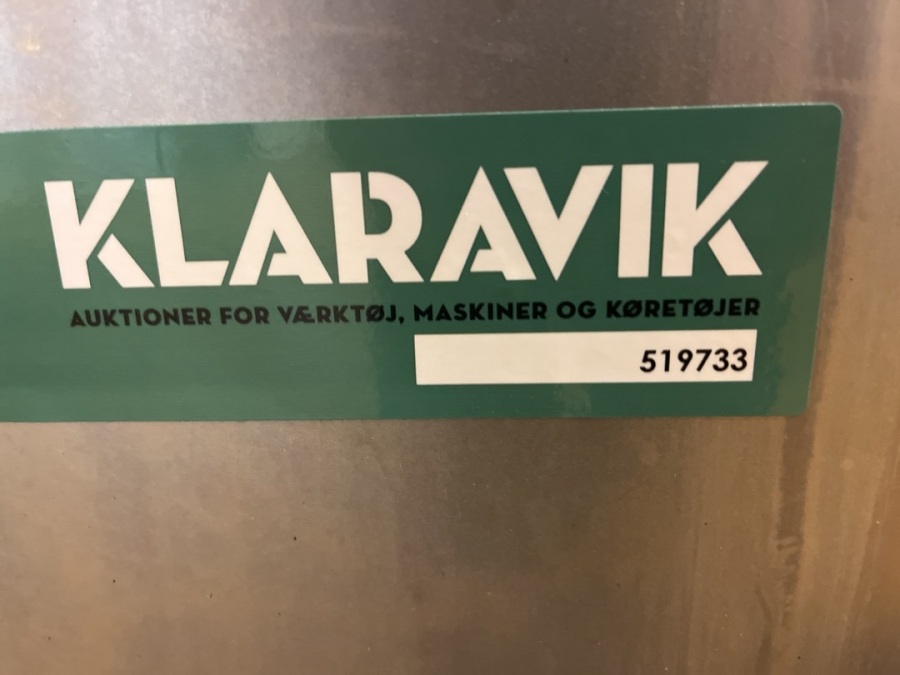 KLARAVIK
AUKTIONER FOR VÆRKTØJ, MASKINER OG KØRETØJER
519733